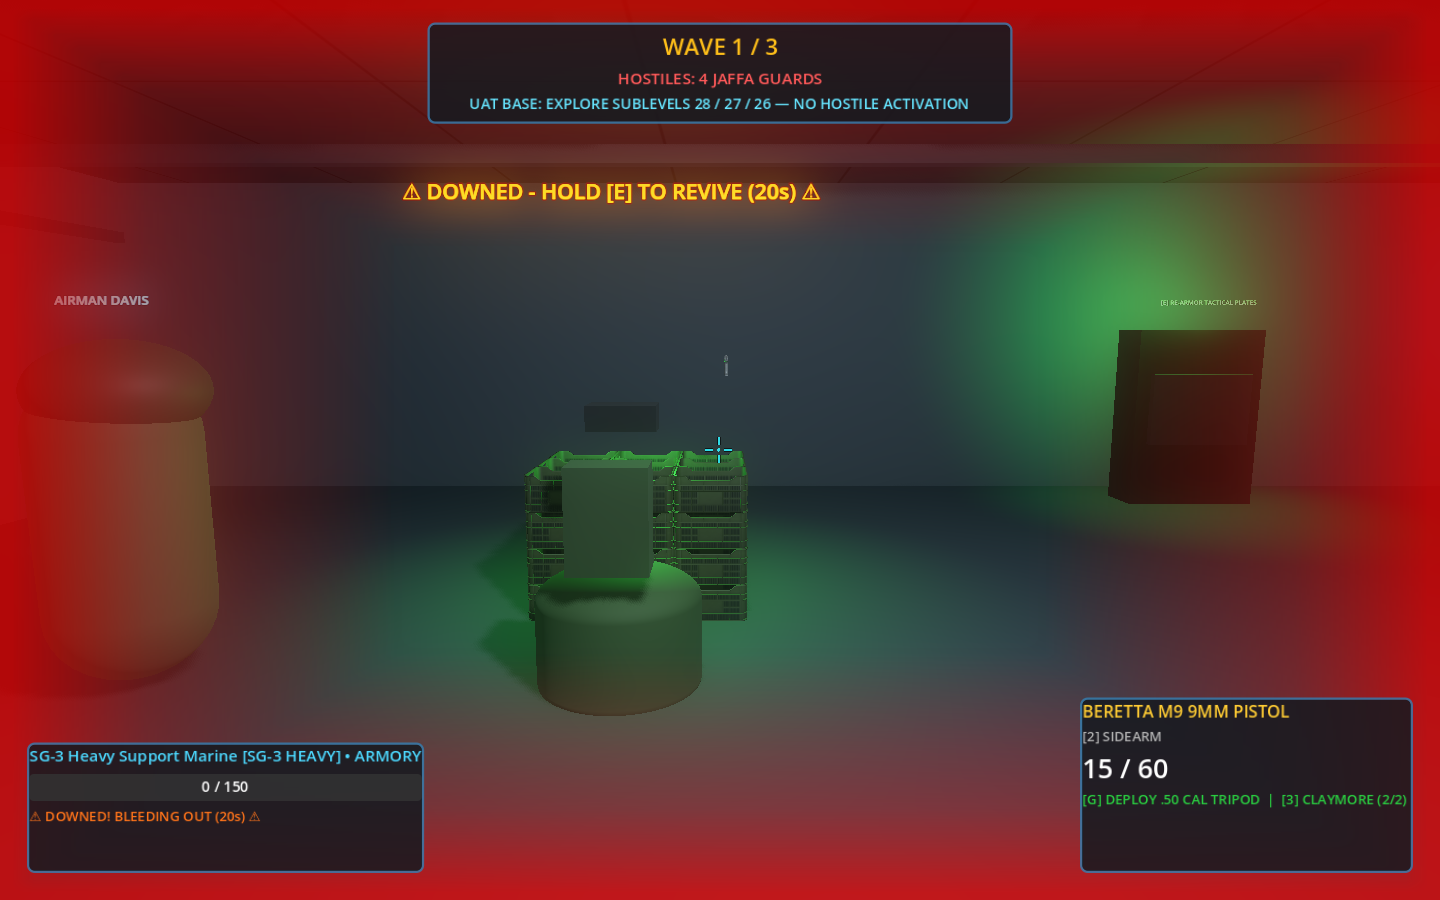 WAVE 1 / 3
HOSTILES: 4 JAFFA GUARDS
UAT BASE: EXPLORE SUBLEVELS 28 / 27 / 26 — NO HOSTILE ACTIVATION
⚠ DOWNED - HOLD [E] TO REVIVE (20s) ⚠
AIRMAN DAVIS
[E] RE-ARMOR TACTICAL PLATES
SG-3 Heavy Support Marine [SG-3 HEAVY] • ARMORY
0 / 150
⚠ DOWNED! BLEEDING OUT (20s) ⚠
BERETTA M9 9MM PISTOL
[2] SIDEARM
15 / 60
[G] DEPLOY .50 CAL TRIPOD | [3] CLAYMORE (2/2)